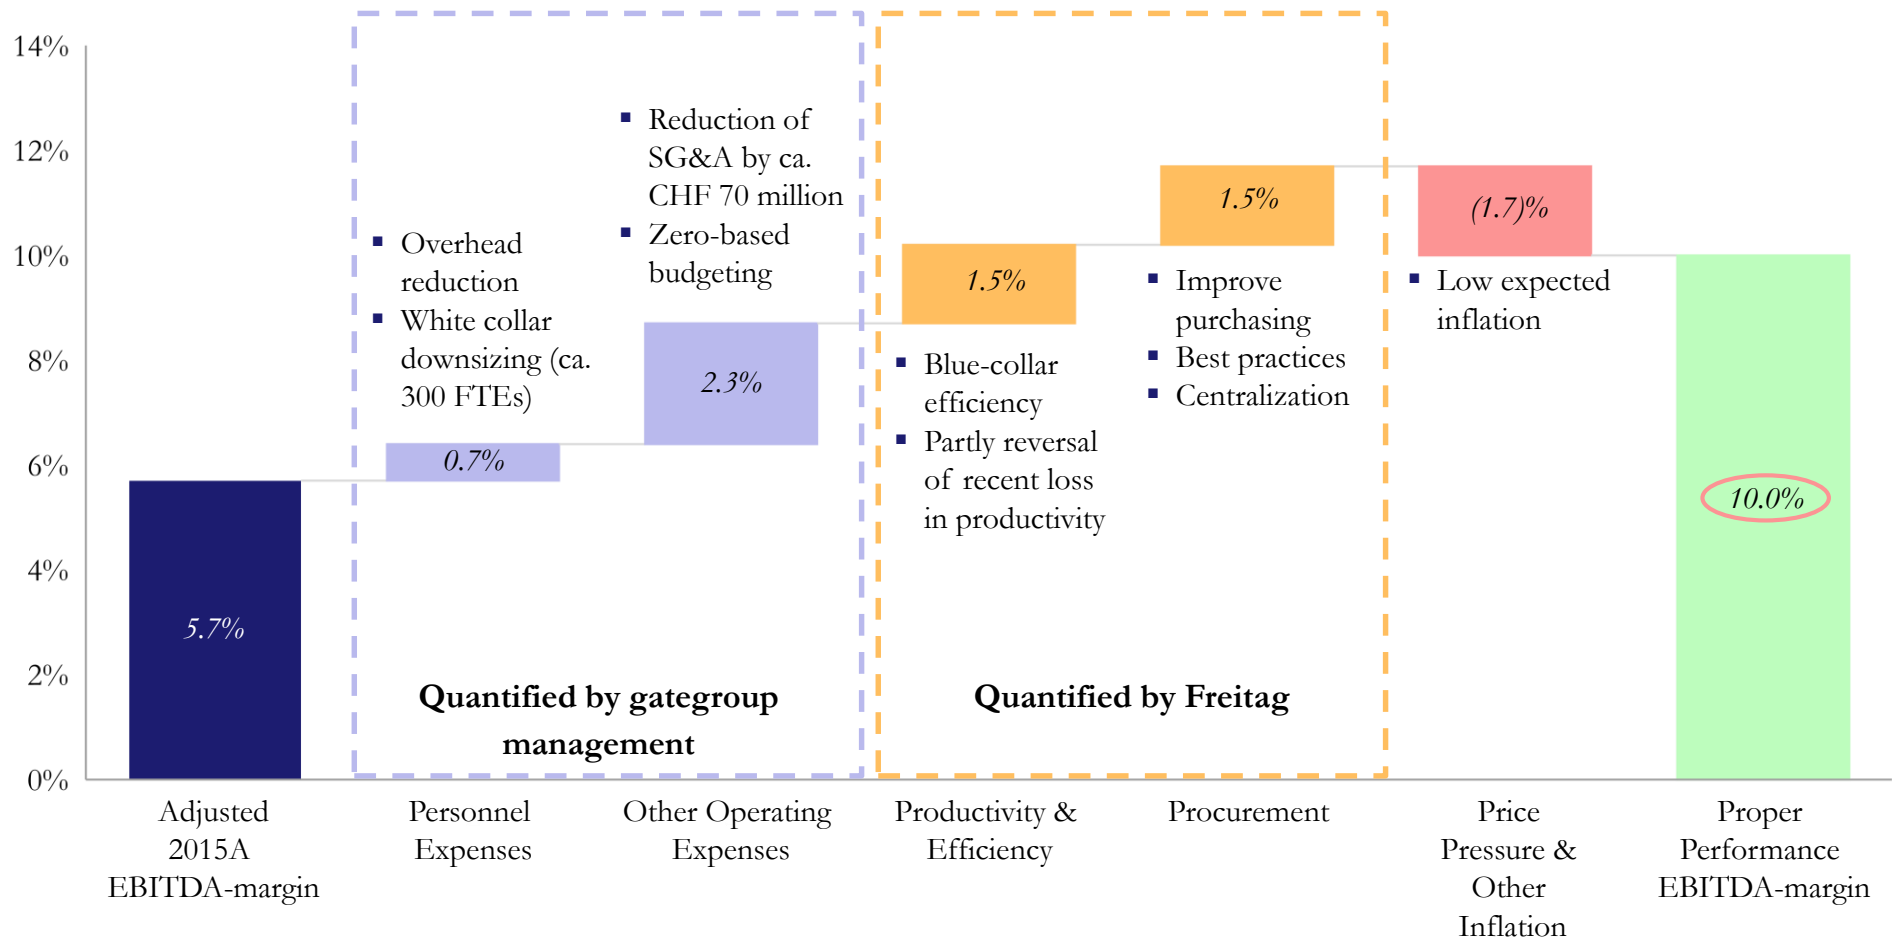 14%
12%
10%
8%
6%
4%
2%
0%
5.7%
Adjusted
2015A
EBITDA-margin
▪ Overhead
reduction
▪ White collar
downsizing (ca.
300 FTEs)
0.7%
Personnel
Expenses
▪ Reduction of
SG&A by ca.
CHF 70 million
▪ Zero-based
budgeting
2.3%
Other Operating
Expenses
Quantified by gategroup
management
1.5%
▪ Blue-collar
efficiency
▪ Partly reversal
of recent loss
in productivity
Productivity &
Efficiency
1.5%
▪ Improve
purchasing
▪ Best practices
▪ Centralization
Procurement
Quantified by Freitag
(1.7)%
▪ Low expected
inflation
Price
Pressure &
Other
Inflation
10.0%
Proper
Performance
EBITDA-margin